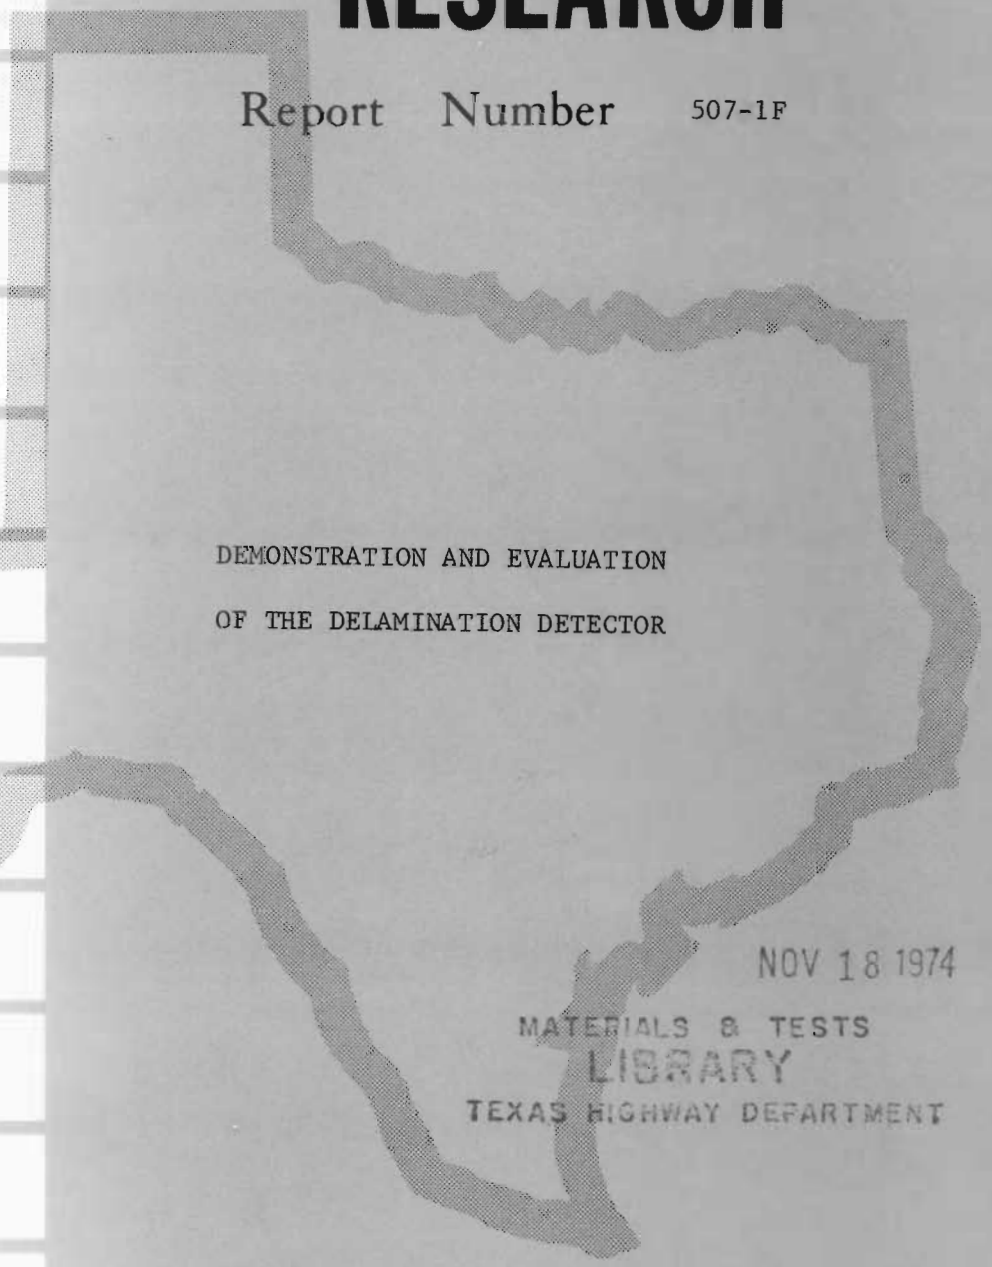 RESEARCH
Report Number 507-1F
DEMONSTRATION AND EVALUATION
OF THE DELAMINATION DETECTOR
NOV 18 1974
MATERIALS & TESTS
LIBRARY
TEXAS HIGHWAY DEPARTMENT